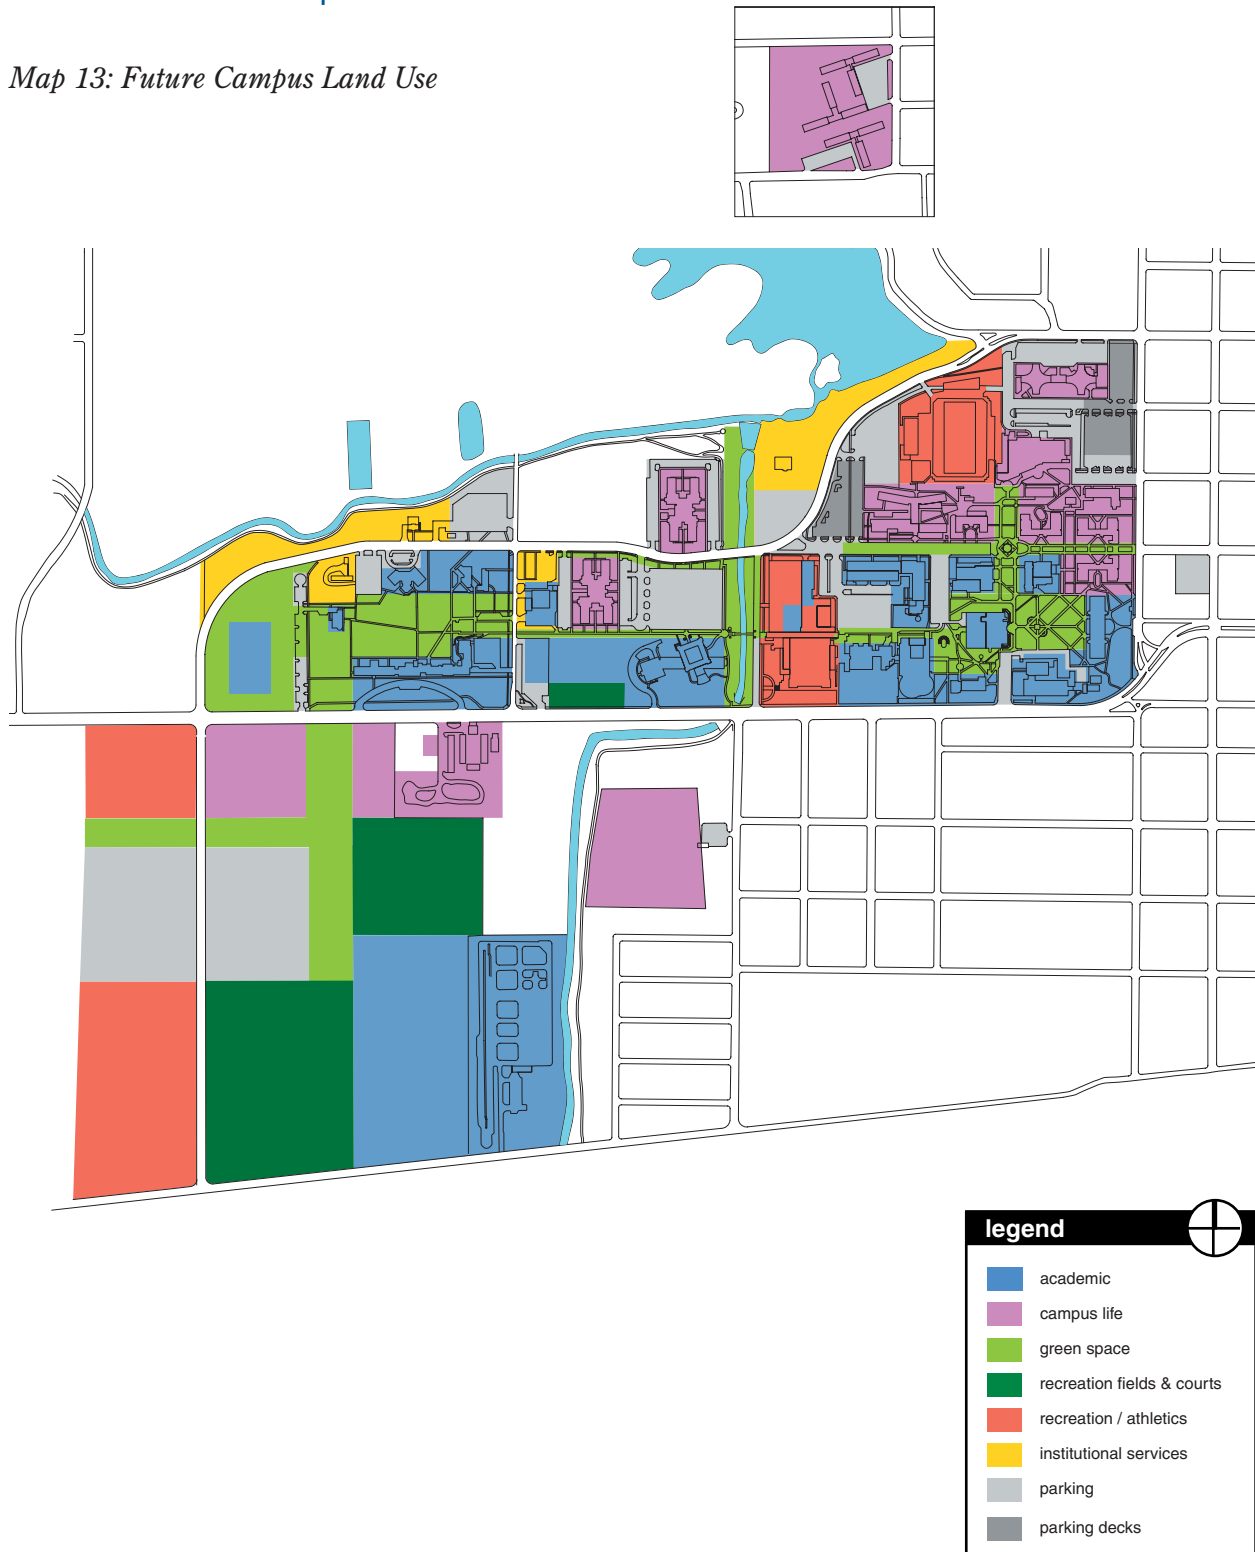 Map 13: Future Campus Land Use
legend
academic
campus life
green space
recreation fields & courts
recreation / athletics
institutional services
parking
parking decks